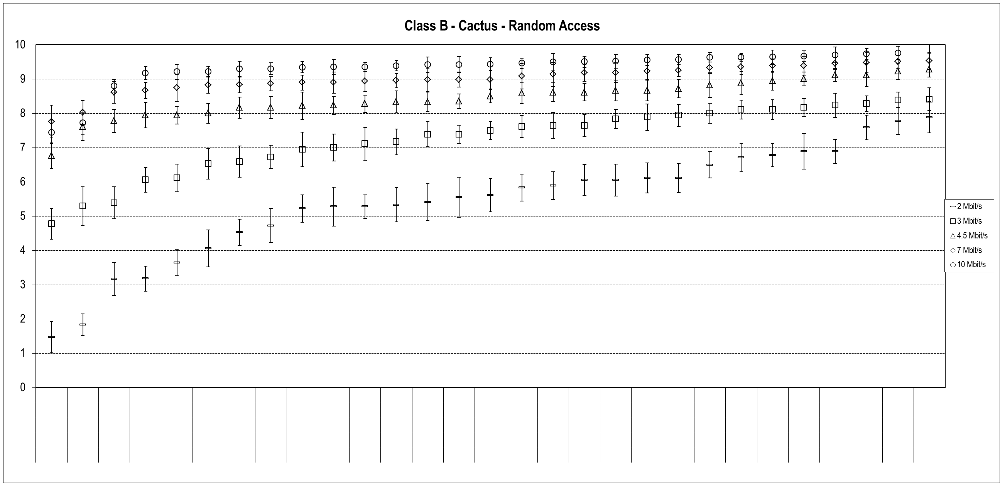 Class B - Cactus - Random Access
10
9
8
7
6
5
4
3
2
1
0
2 Mbit/s
3 Mbit/s
4.5 Mbit/s
7 Mbit/s
10 Mbit/s